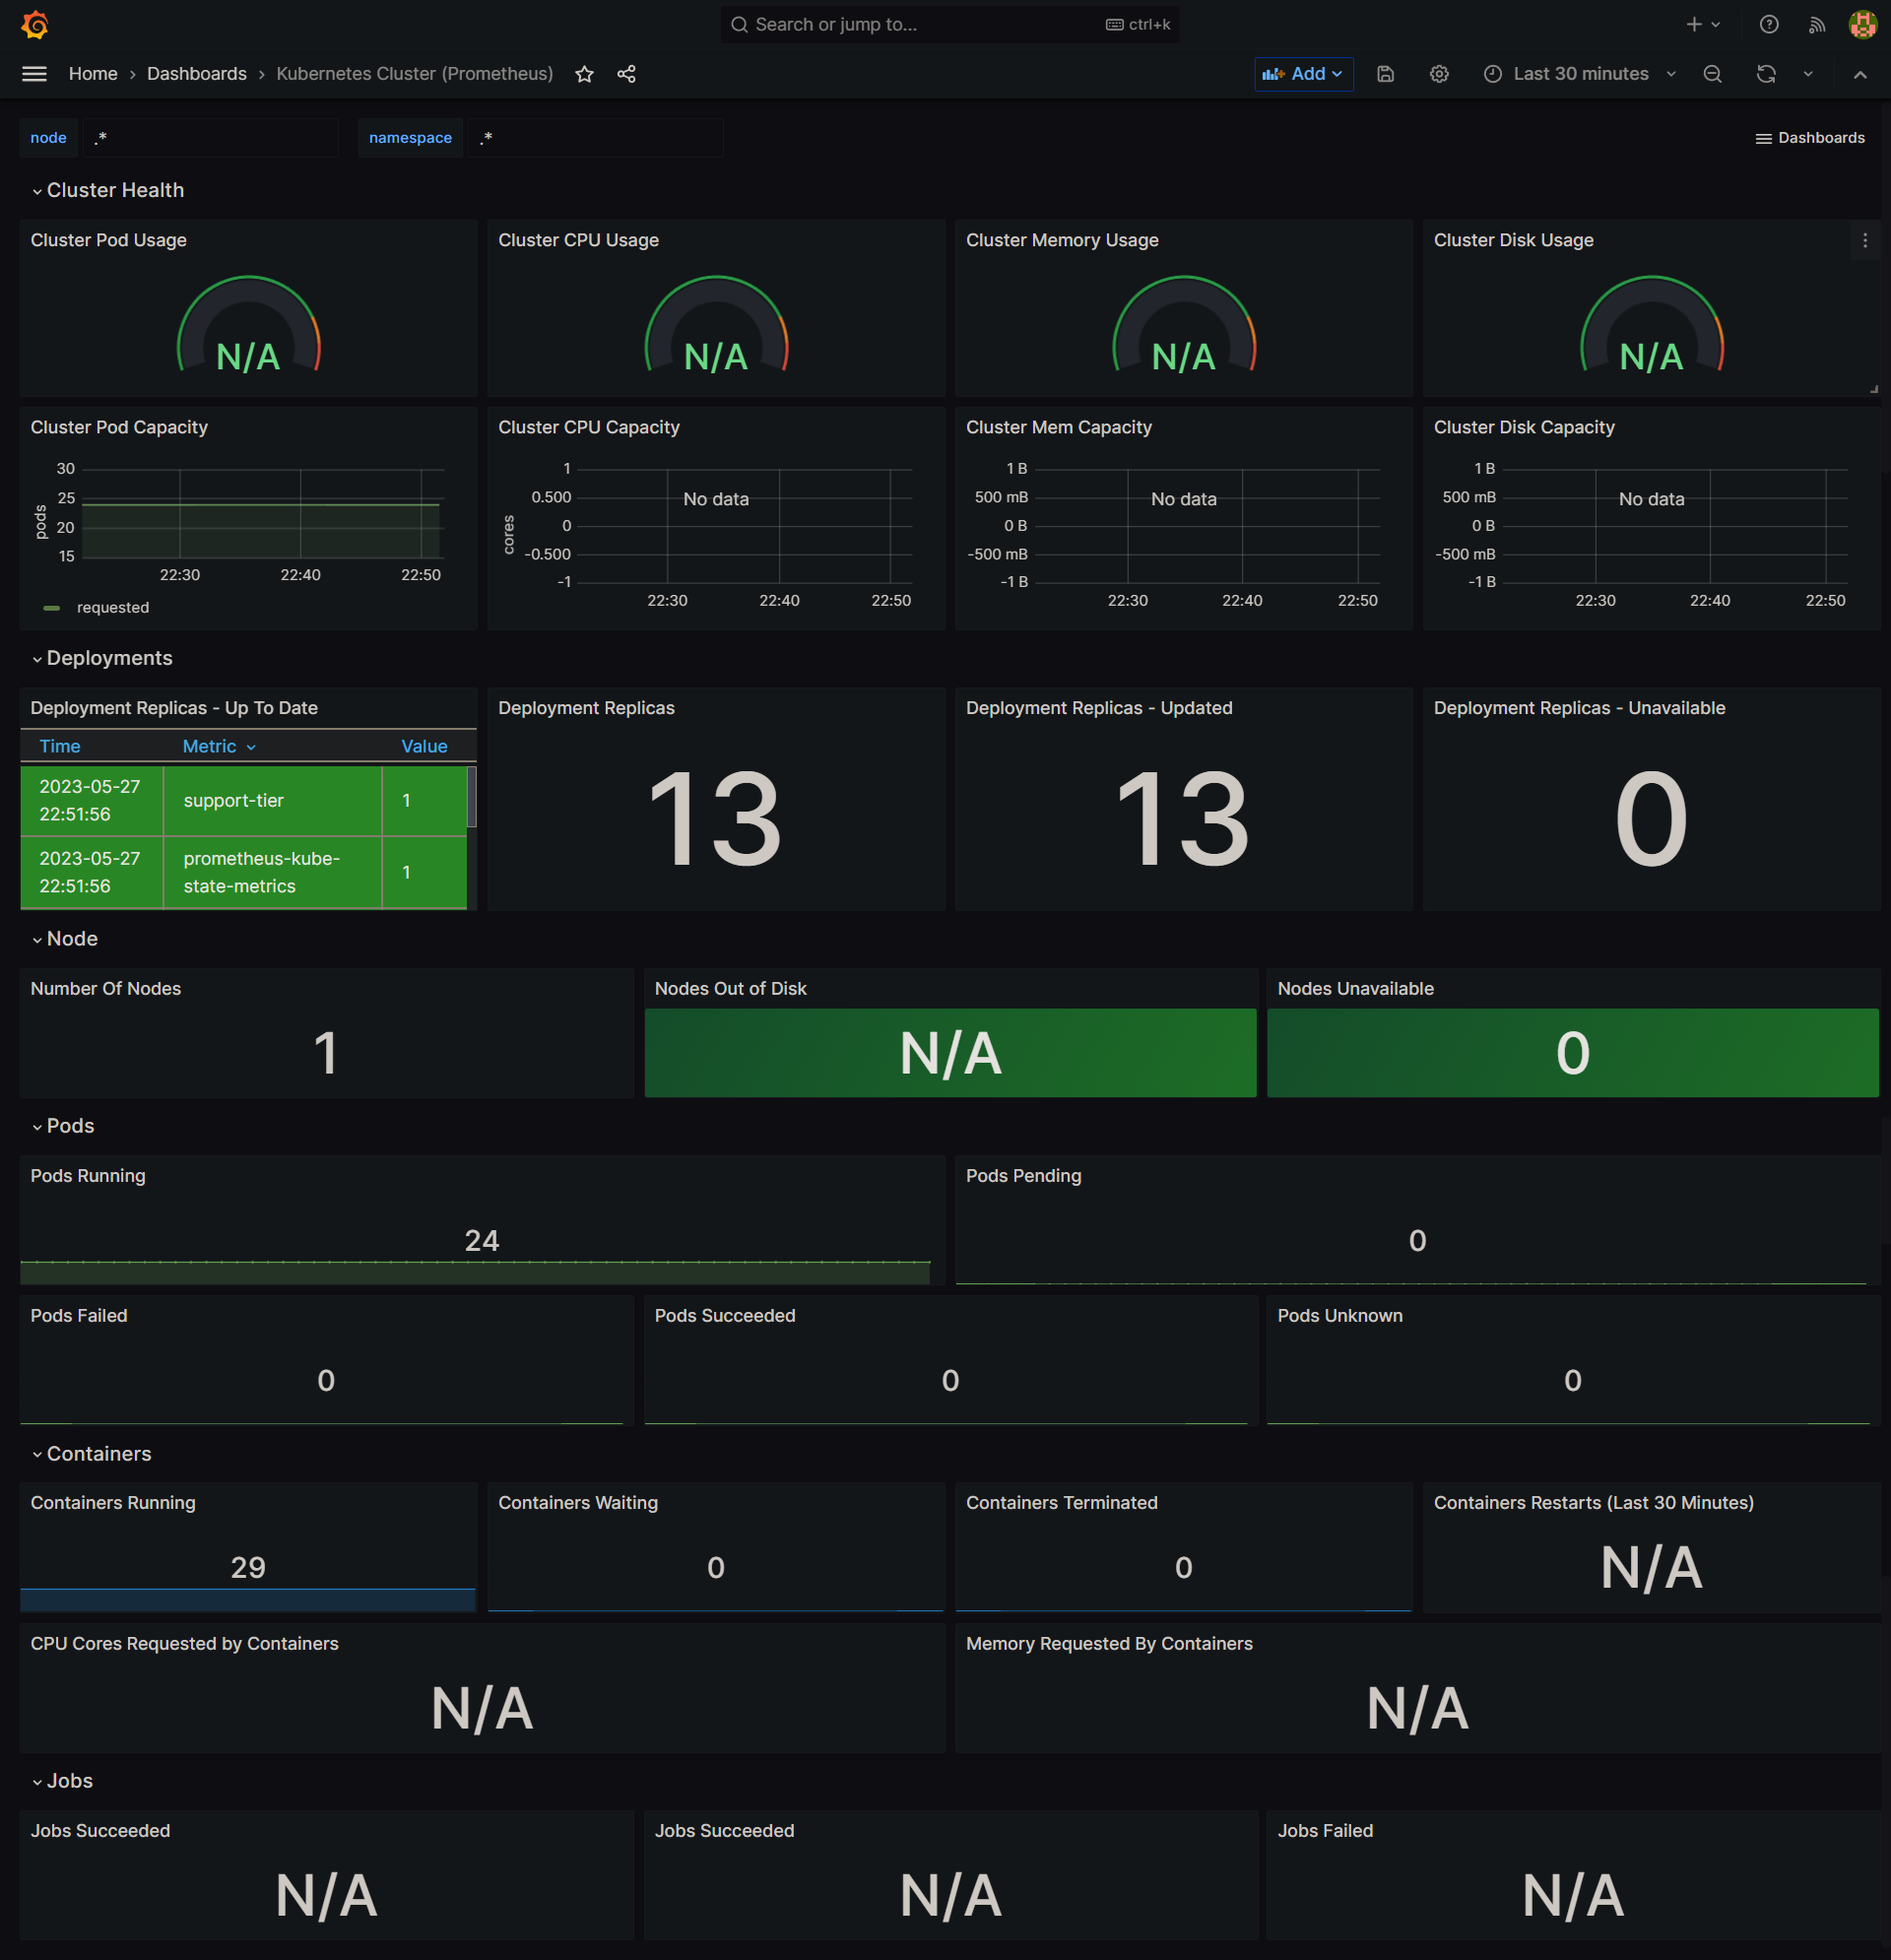 Search or jump to... ctrl+k
Home › Dashboards › Kubernetes Cluster (Prometheus)
Add
Last 30 minutes
node .* namespace .*
Dashboards
Cluster Health
Cluster Pod Usage
N/A
Cluster CPU Usage
N/A
Cluster Memory Usage
N/A
Cluster Disk Usage
N/A
Cluster Pod Capacity
pods
30
25
20
15
22:30 22:40 22:50
requested
Cluster CPU Capacity
cores
1
0.500
0
-0.500
-1
No data
22:30 22:40 22:50
Cluster Mem Capacity
1 B
500 mB
0 B
-500 mB
-1 B
No data
22:30 22:40 22:50
Cluster Disk Capacity
1 B
500 mB
0 B
-500 mB
-1 B
No data
22:30 22:40 22:50
Deployments
Deployment Replicas - Up To Date
Time Metric Value
2023-05-27
22:51:56
support-tier
1
2023-05-27
22:51:56
prometheus-kube-
state-metrics
1
Deployment Replicas
13
Deployment Replicas - Updated
13
Deployment Replicas - Unavailable
0
Node
Number Of Nodes
1
Nodes Out of Disk
N/A
Nodes Unavailable
0
Pods
Pods Running
24
Pods Pending
0
Pods Failed
0
Pods Succeeded
0
Pods Unknown
0
Containers
Containers Running
29
Containers Waiting
0
Containers Terminated
0
Containers Restarts (Last 30 Minutes)
N/A
CPU Cores Requested by Containers
N/A
Memory Requested By Containers
N/A
Jobs
Jobs Succeeded
N/A
Jobs Succeeded
N/A
Jobs Failed
N/A